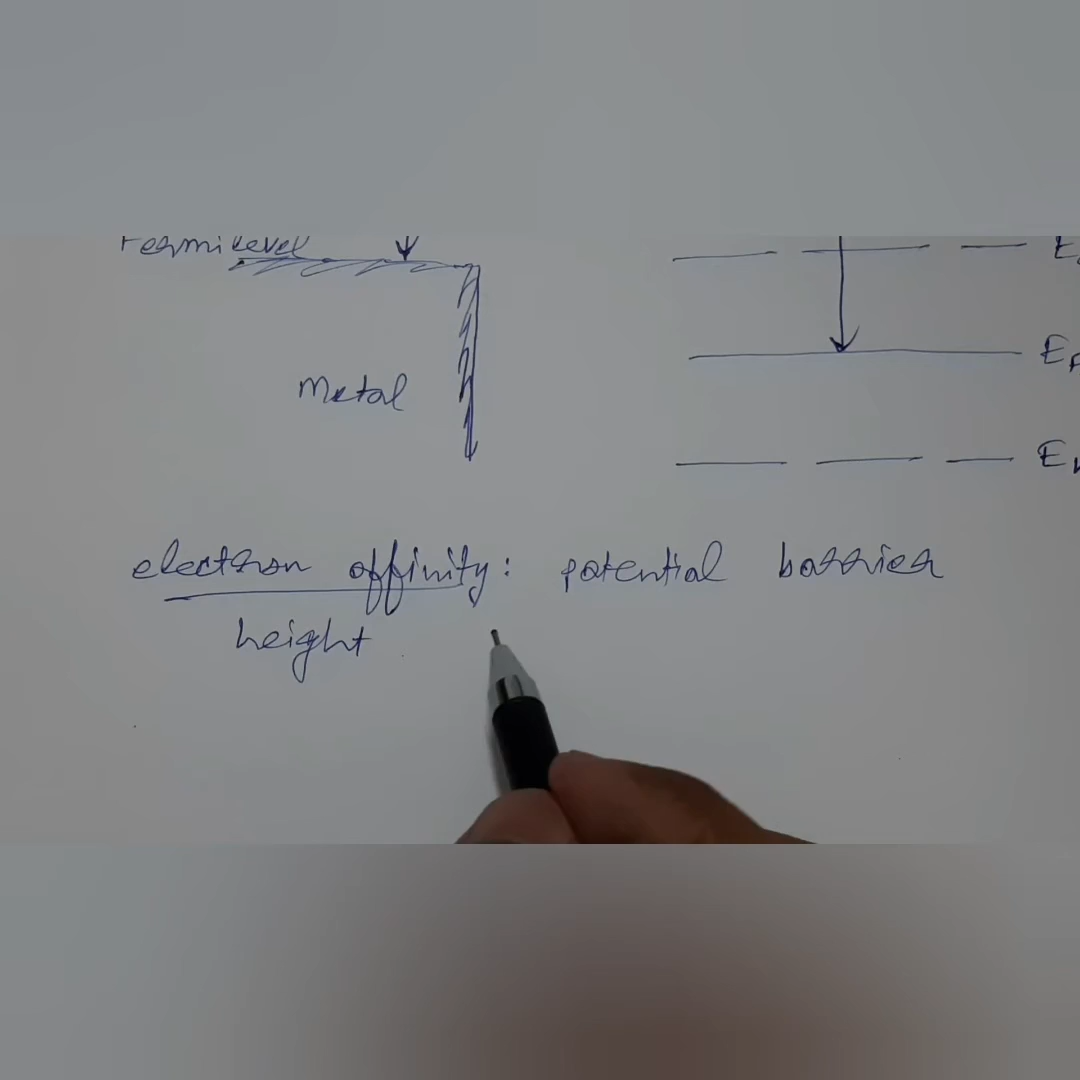 Fermi level
E
Metal
E
E
electron affinity: potential barrier
height